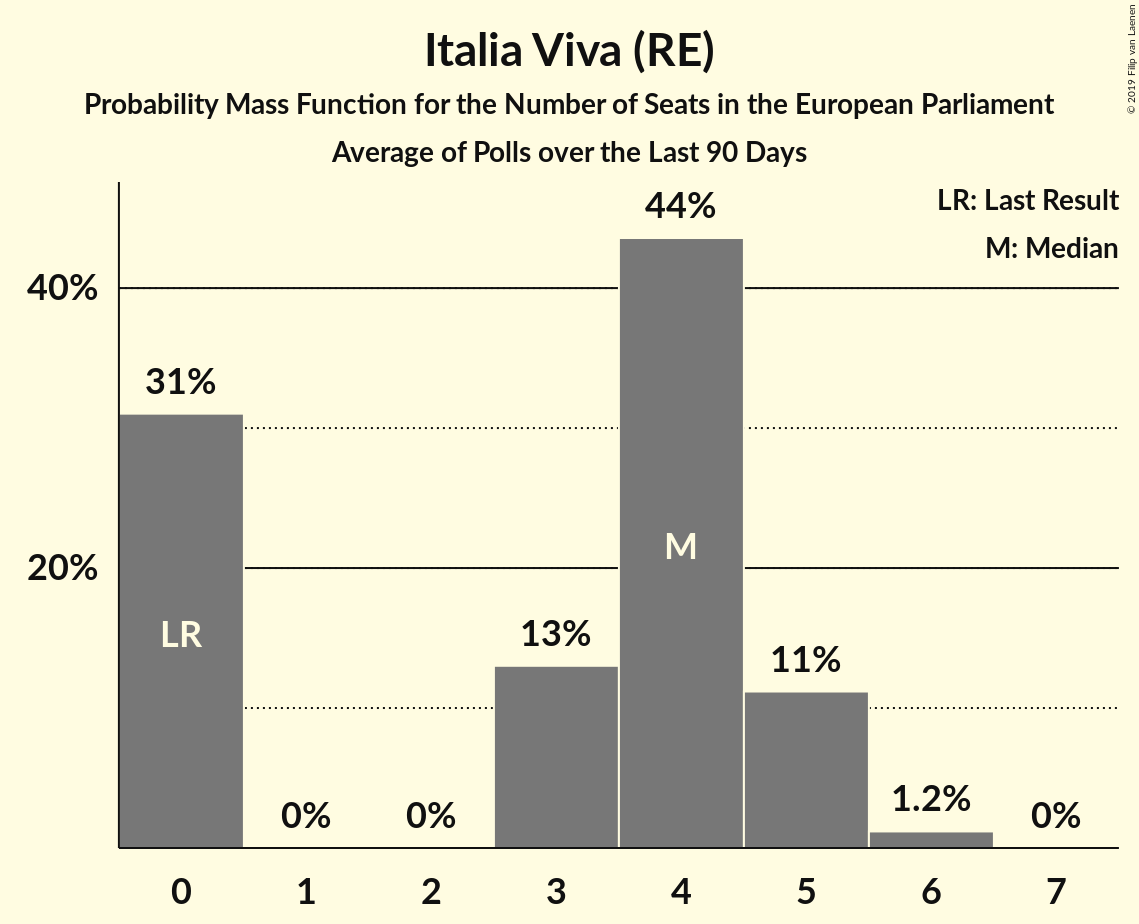 Italia Viva (RE)
Probability Mass Function for the Number of Seats in the European Parliament
Average of Polls over the Last 90 Days
© 2019 Filip van Laenen
LR: Last Result
M: Median
40%
20%
31%
0%
0%
13%
44%
11%
1.2%
0%
LR
M
0
1
2
3
4
5
6
7